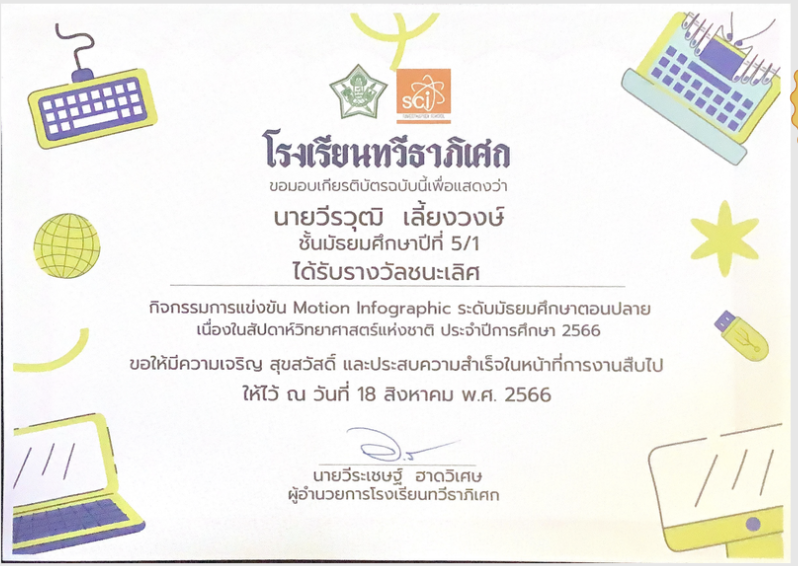 sci
โรงเรียนทวีธาภิเศก
ขอมอบเกียรติบัตรฉบับนี้เพื่อแสดงว่า
นายวีรวุฒิ เลี้ยงวงษ์
ชั้นมัธยมศึกษาปีที่ 5/1
ได้รับรางวัลชนะเลิศ
กิจกรรมการแข่งขัน Motion Infographic ระดับมัธยมศึกษาตอนปลาย
เนื่องในสัปดาห์วิทยาศาสตร์แห่งชาติ ประจำปีการศึกษา 2566
ขอให้มีความเจริญ สุขสวัสดิ์ และประสบความสำเร็จในหน้าที่การงานสืบไป
ให้ไว้ ณ วันที่ 18 สิงหาคม พ.ศ. 2566
นายวีระเชษฐ์ ฮาดวิเศษ
ผู้อำนวยการโรงเรียนทวีธาภิเศก